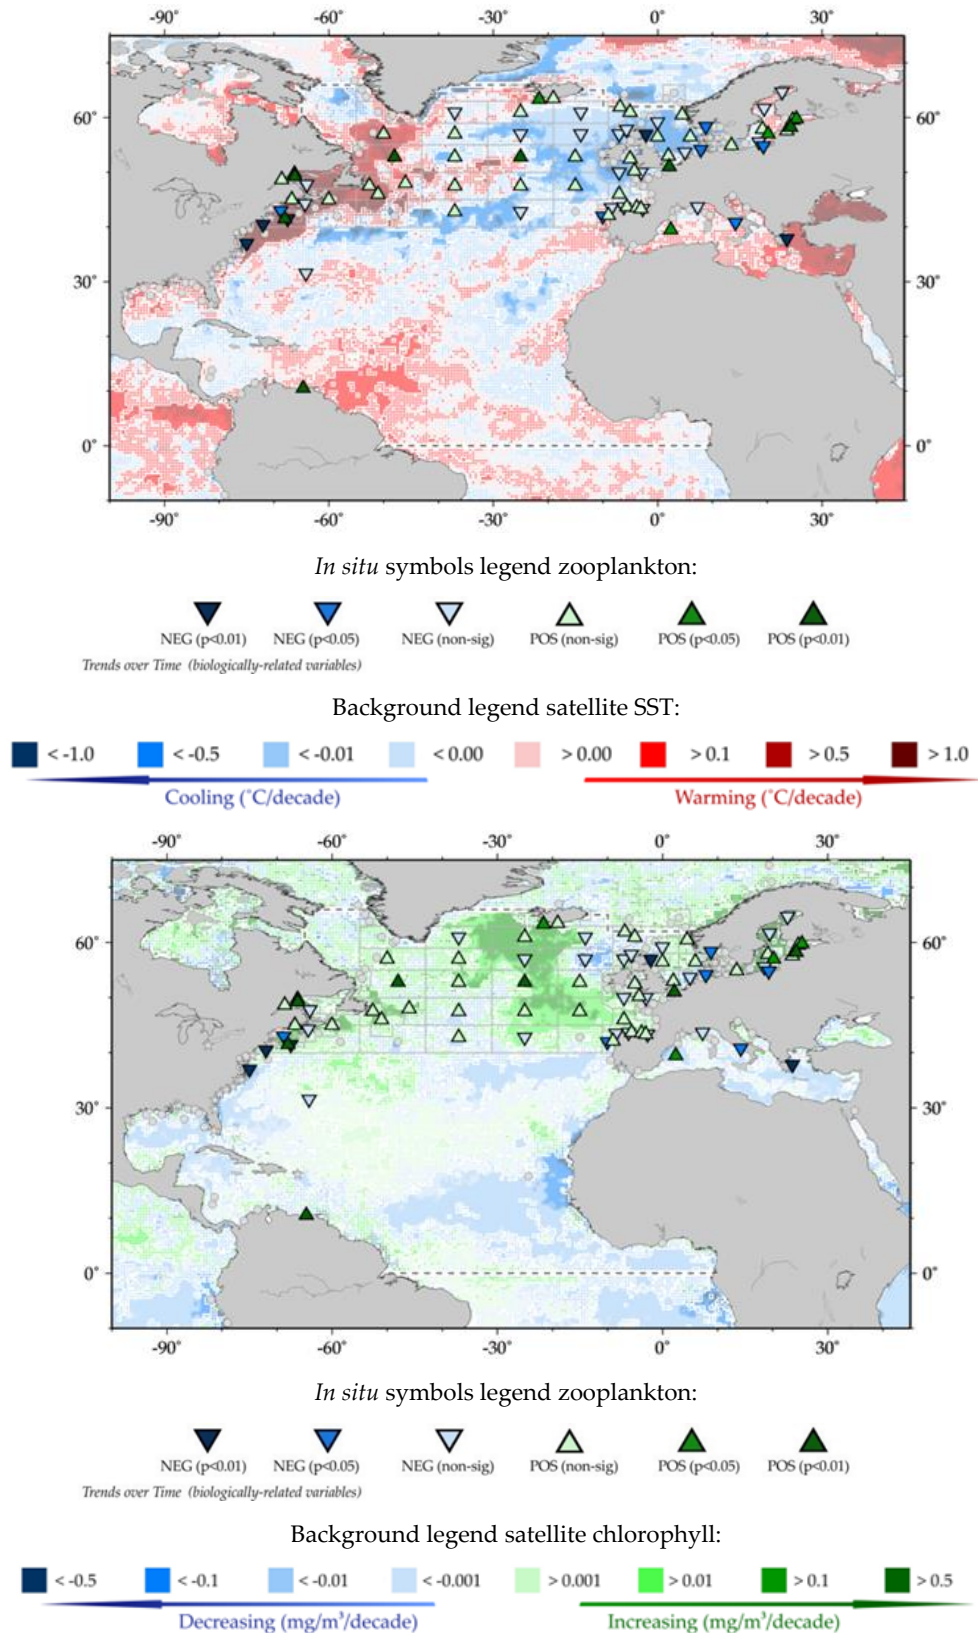 -90° -60° -30° 0° 30°
60° 60°
30° 30°
0° 0°
-90° -60° -30° 0° 30°
In situ symbols legend zooplankton:
NEG (p<0.01) NEG (p<0.05) NEG (non-sig) POS (non-sig) POS (p<0.05) POS (p<0.01)
Trends over Time (biologically-related variables)
Background legend satellite SST:
< -1.0 < -0.5 < -0.01 < 0.00 > 0.00 > 0.1 > 0.5 > 1.0
Cooling (°C/decade) Warming (°C/decade)
-90° -60° -30° 0° 30°
60° 60°
30° 30°
0° 0°
-90° -60° -30° 0° 30°
In situ symbols legend zooplankton:
NEG (p<0.01) NEG (p<0.05) NEG (non-sig) POS (non-sig) POS (p<0.05) POS (p<0.01)
Trends over Time (biologically-related variables)
Background legend satellite chlorophyll:
< -0.5 < -0.1 < -0.01 < -0.001 > 0.001 > 0.01 > 0.1 > 0.5
Decreasing (mg/m³/decade) Increasing (mg/m³/decade)